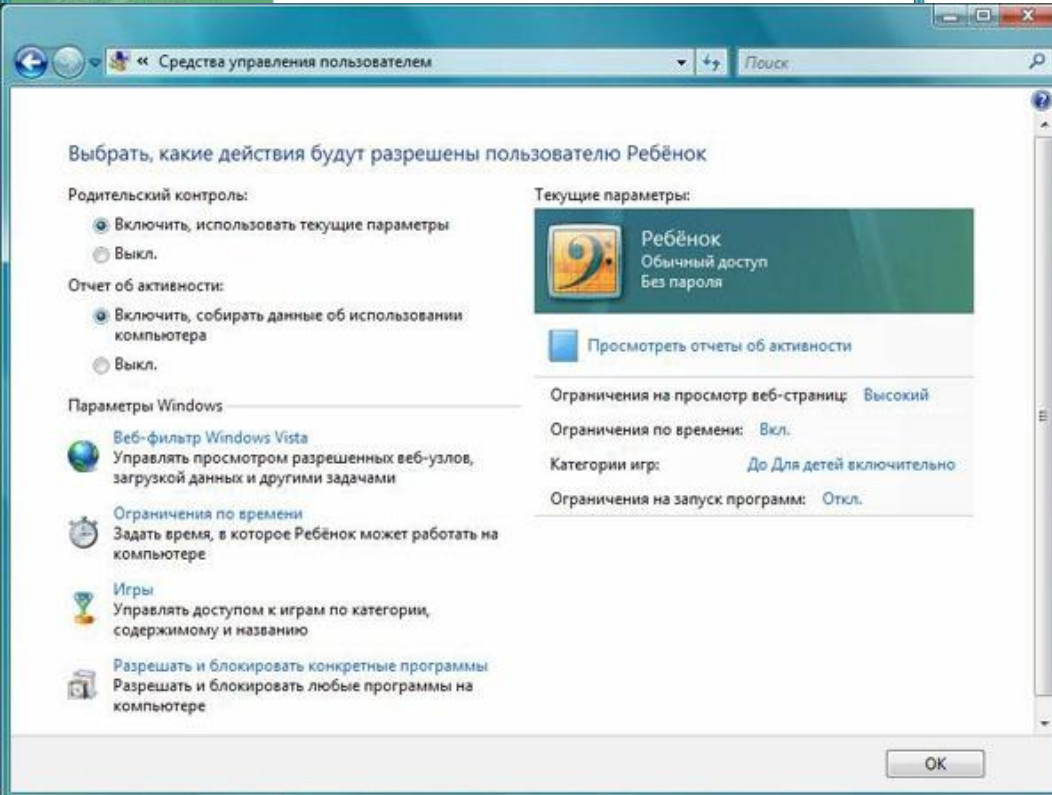 « Средства управления пользователем
Поиск
Выбрать, какие действия будут разрешены пользователю Ребёнок
Родительский контроль:
Включить, использовать текущие параметры
Выкл.
Отчет об активности:
Включить, собирать данные об использовании
компьютера
Выкл.
Параметры Windows
Веб-фильтр Windows Vista
Управлять просмотром разрешенных веб-узлов,
загрузкой данных и другими задачами
Ограничения по времени
Задать время, в которое Ребёнок может работать на
компьютере
Игры
Управлять доступом к играм по категории,
содержимому и названию
Разрешать и блокировать конкретные программы
Разрешать и блокировать любые программы на
компьютере
Текущие параметры:
Ребёнок
Обычный доступ
Без пароля
Просмотреть отчеты об активности
Ограничения на просмотр веб-страниц: Высокий
Ограничения по времени: Вкл.
Категории игр: До Для детей включительно
Ограничения на запуск программ: Откл.
OK